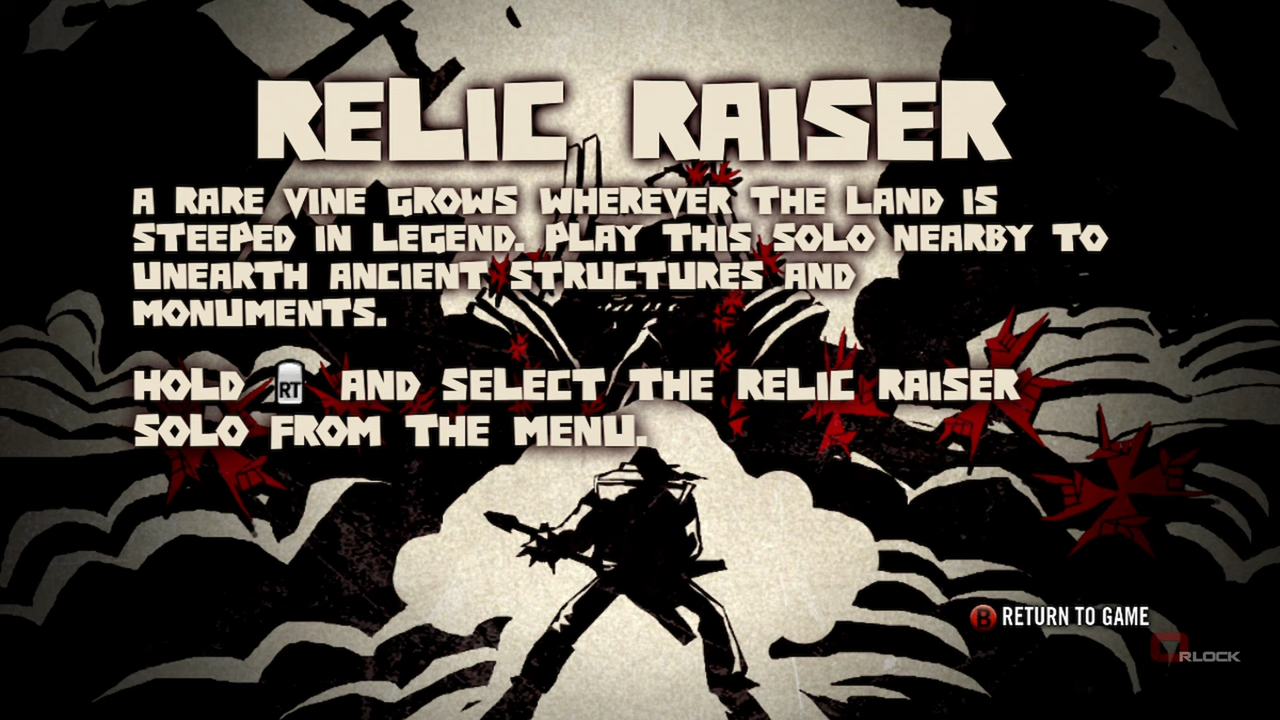 RELIC RAISER
A RARE VINE GROWS WHEREVER THE LAND IS
STEEPED IN LEGEND. PLAY THIS SOLO NEARBY TO
UNEARTH ANCIENT STRUCTURES AND
MONUMENTS.
HOLD RT AND SELECT THE RELIC RAISER
SOLO FROM THE MENU.
B RETURN TO GAME
RLOCK